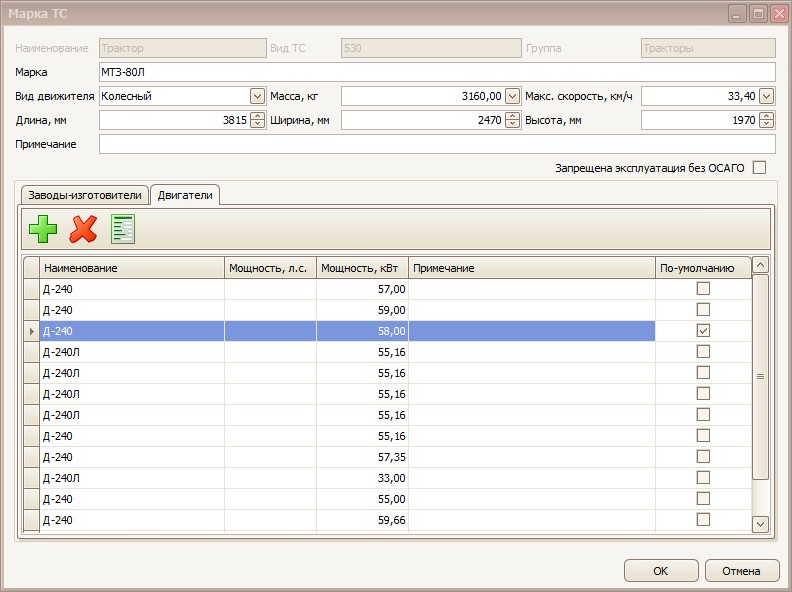 Марка ТС
Наименование Трактор Вид ТС 530 Группа Тракторы
Марка МТЗ-80Л
Вид движителя Колесный Масса, кг 3160,00 Макс. скорость, км/ч 33,40
Длина, мм 3815 Ширина, мм 2470 Высота, мм 1970
Примечание
Запрещена эксплуатация без ОСАГО
Заводы-изготовители Двигатели
Наименование Мощность, л.с. Мощность, кВт Примечание По-умолчанию
Д-240 57,00
Д-240 59,00
Д-240 58,00
Д-240Л 55,16
Д-240Л 55,16
Д-240Л 55,16
Д-240Л 55,16
Д-240 55,16
Д-240 57,35
Д-240Л 33,00
Д-240 55,00
Д-240 59,66
ОК Отмена